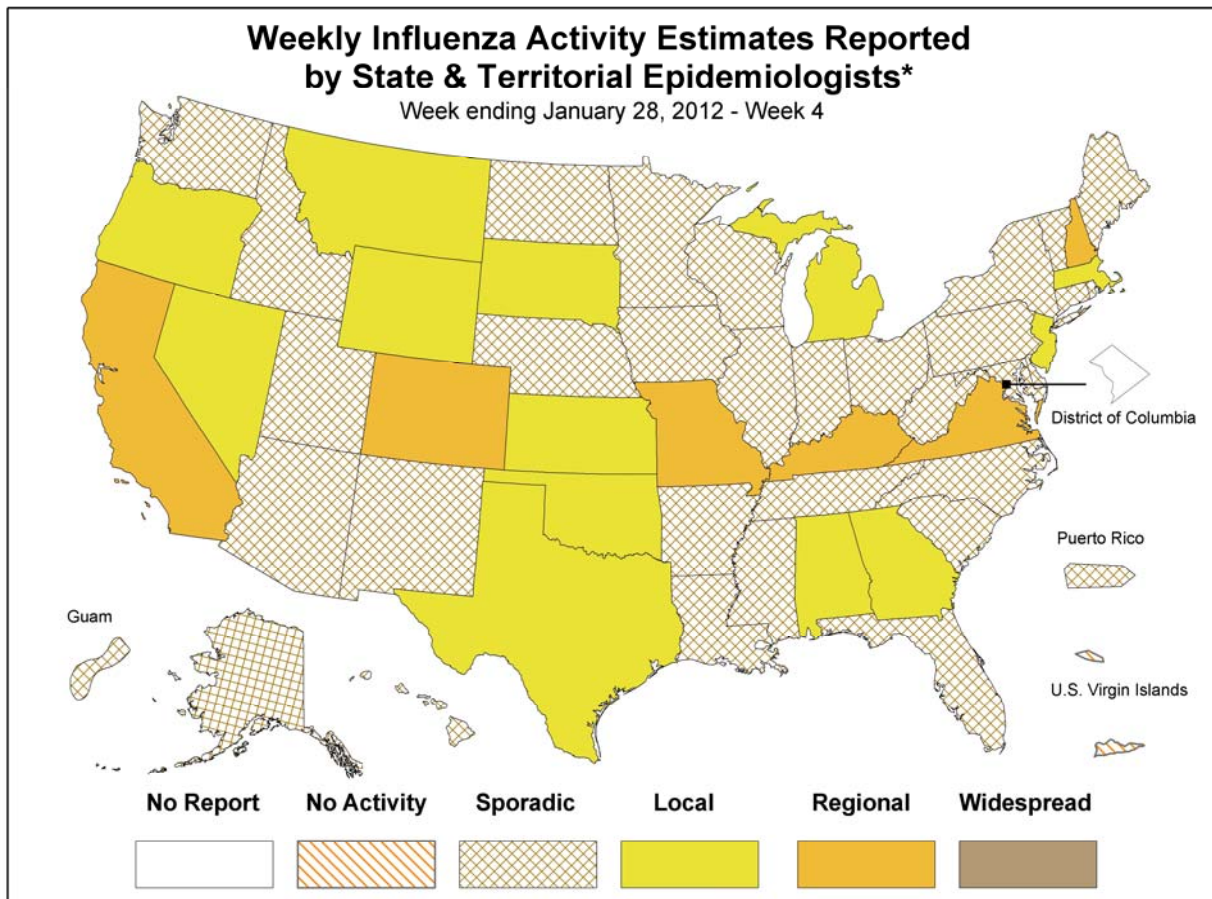 Weekly Influenza Activity Estimates Reported
by State & Territorial Epidemiologists*
Week ending January 28, 2012 - Week 4
District of Columbia
Puerto Rico
Guam
U.S. Virgin Islands
No Report
No Activity
Sporadic
Local
Regional
Widespread